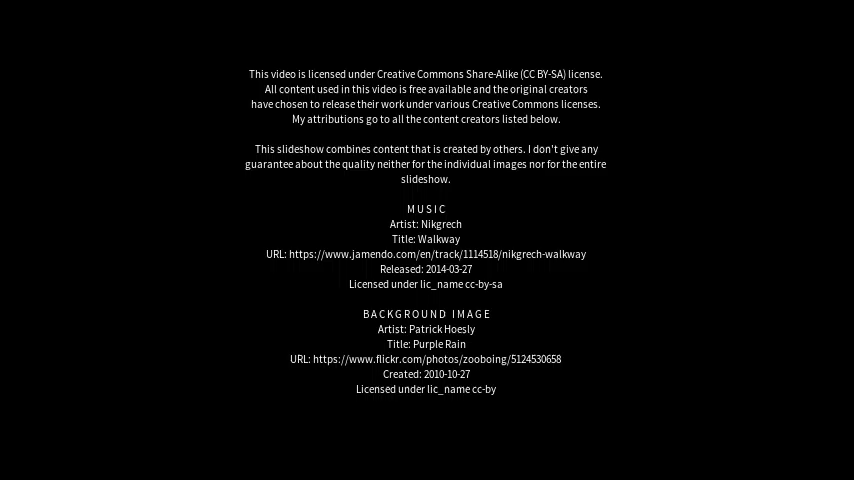 This video is licensed under Creative Commons Share-Alike (CC BY-SA) license.
All content used in this video is free available and the original creators
have chosen to release their work under various Creative Commons licenses.
My attributions go to all the content creators listed below.
This slideshow combines content that is created by others. I don't give any
guarantee about the quality neither for the individual images nor for the entire
slideshow.
MUSIC
Artist: Nikgrech
Title: Walkway
URL: https://www.jamendo.com/en/track/1114518/nikgrech-walkway
Released: 2014-03-27
Licensed under lic_name cc-by-sa
BACKGROUND IMAGE
Artist: Patrick Hoesly
Title: Purple Rain
URL: https://www.flickr.com/photos/zooboing/5124530658
Created: 2010-10-27
Licensed under lic_name cc-by